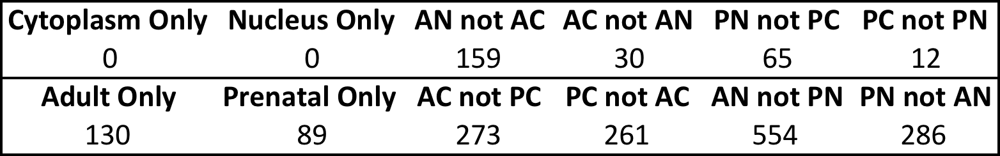 Cytoplasm Only Nucleus Only AN not AC AC not AN PN not PC PC not PN
0 0 159 30 65 12
Adult Only Prenatal Only AC not PC PC not AC AN not PN PN not AN
130 89 273 261 554 286